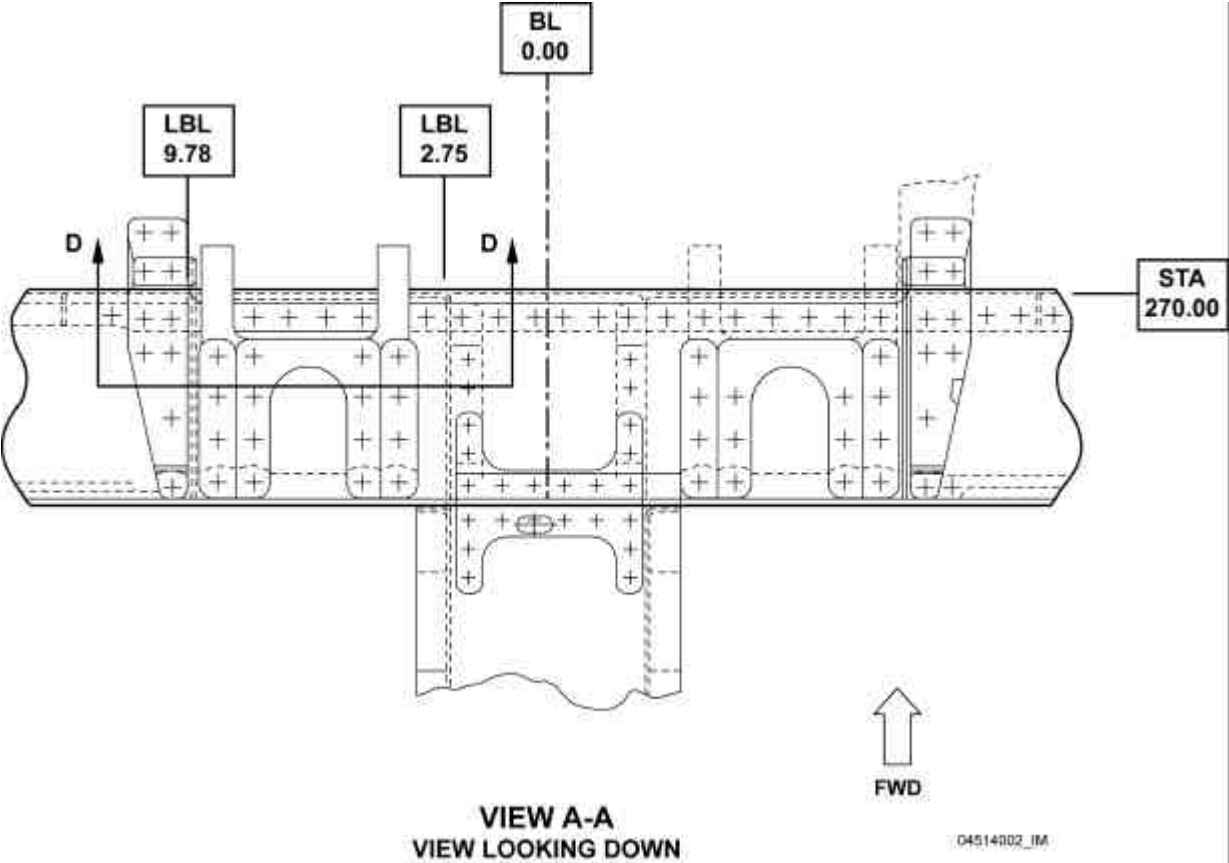 BL
0.00
LBL
9.78
LBL
2.75
D
D
STA
270.00
FWD
VIEW A-A
VIEW LOOKING DOWN
04514002_IM